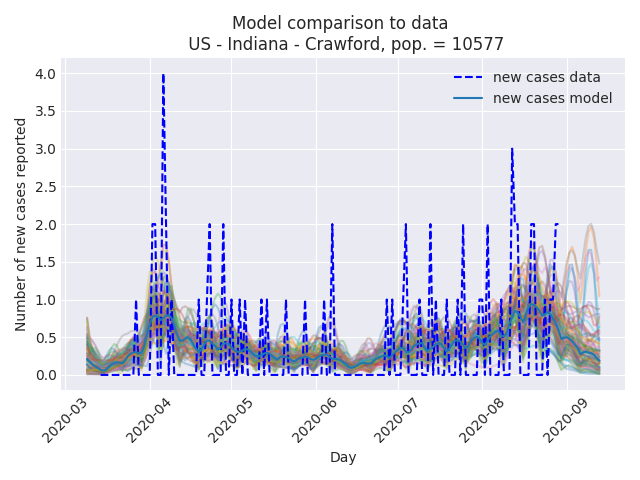 Model comparison to data
US - Indiana - Crawford, pop. = 10577
new cases data
new cases model
Number of new cases reported
4.0
3.5
3.0
2.5
2.0
1.5
1.0
0.5
0.0
2020-03
2020-04
2020-05
2020-06
2020-07
2020-08
2020-09
Day